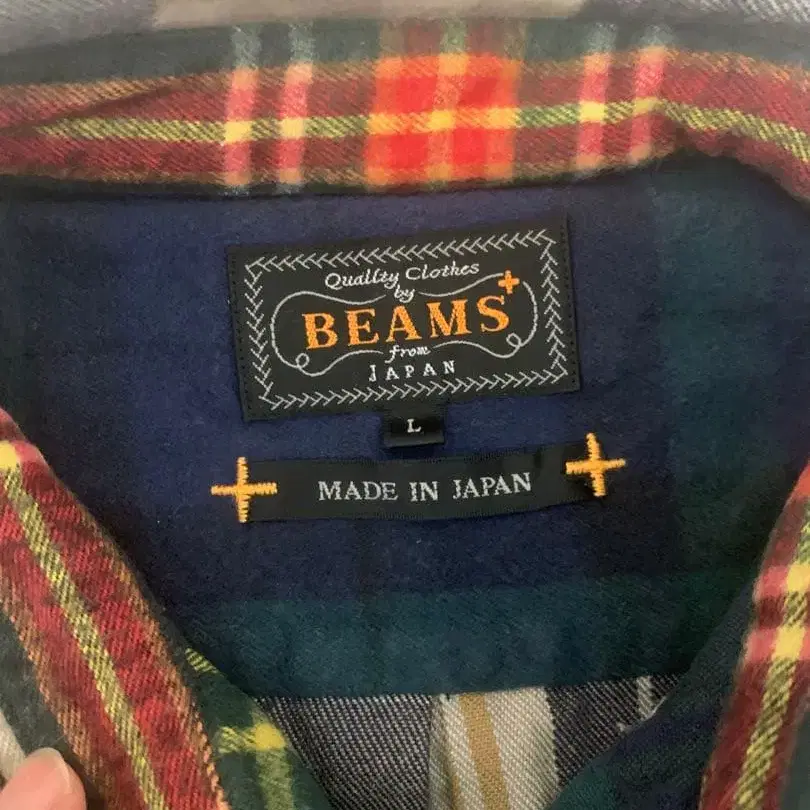 Quality Clothes
by
BEAMS+
from
JAPAN
L
MADE IN JAPAN